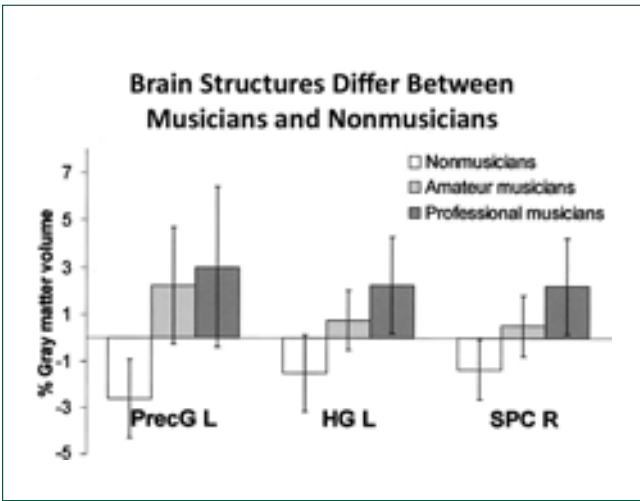 Brain Structures Differ Between
Musicians and Nonmusicians
Nonmusicians
Amateur musicians
Professional musicians
% Gray matter volume
7
5
3
1
-1
-3
-5
PrecG L
HG L
SPC R